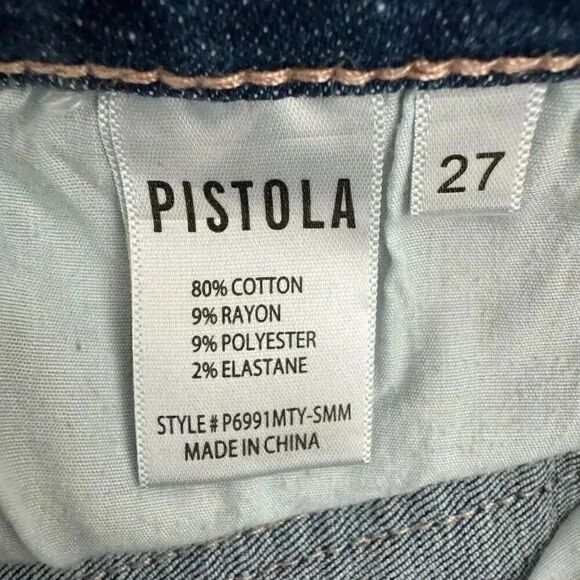 PISTOLA
27
80% COTTON
9% RAYON
9% POLYESTER
2% ELASTANE
STYLE# P6991MTY-SMM
MADE IN CHINA